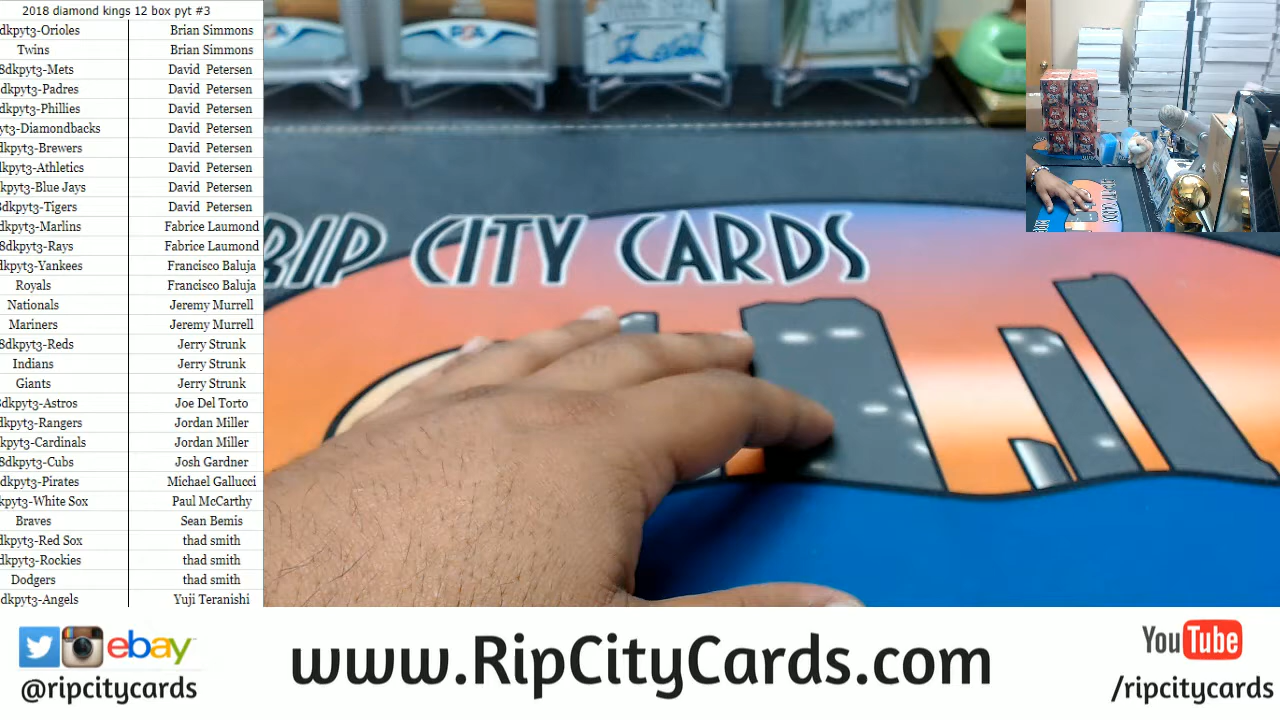 2018 diamond kings 12 box pyt #3
dkpyt3-Orioles Brian Simmons
Twins Brian Simmons
8dkpyt3-Mets David Petersen
dkpyt3-Padres David Petersen
dkpyt3-Phillies David Petersen
yt3-Diamondbacks David Petersen
dkpyt3-Brewers David Petersen
dkpyt3-Athletics David Petersen
kpyt3-Blue Jays David Petersen
8dkpyt3-Tigers David Petersen
dkpyt3-Marlins Fabrice Laumond
8dkpyt3-Rays Fabrice Laumond
dkpyt3-Yankees Francisco Baluja
Royals Francisco Baluja
Nationals Jeremy Murrell
Mariners Jeremy Murrell
8dkpyt3-Reds Jerry Strunk
Indians Jerry Strunk
Giants Jerry Strunk
8dkpyt3-Astros Joe Del Torto
dkpyt3-Rangers Jordan Miller
kpyt3-Cardinals Jordan Miller
8dkpyt3-Cubs Josh Gardner
dkpyt3-Pirates Michael Gallucci
kpyt3-White Sox Paul McCarthy
Braves Sean Bemis
dkpyt3-Red Sox thad smith
dkpyt3-Rockies thad smith
Dodgers thad smith
dkpyt3-Angels Yuji Teranishi
PSA
RIP CITY CARDS
ebay
@ripcitycards
www.RipCityCards.com
YouTube
/ripcitycards